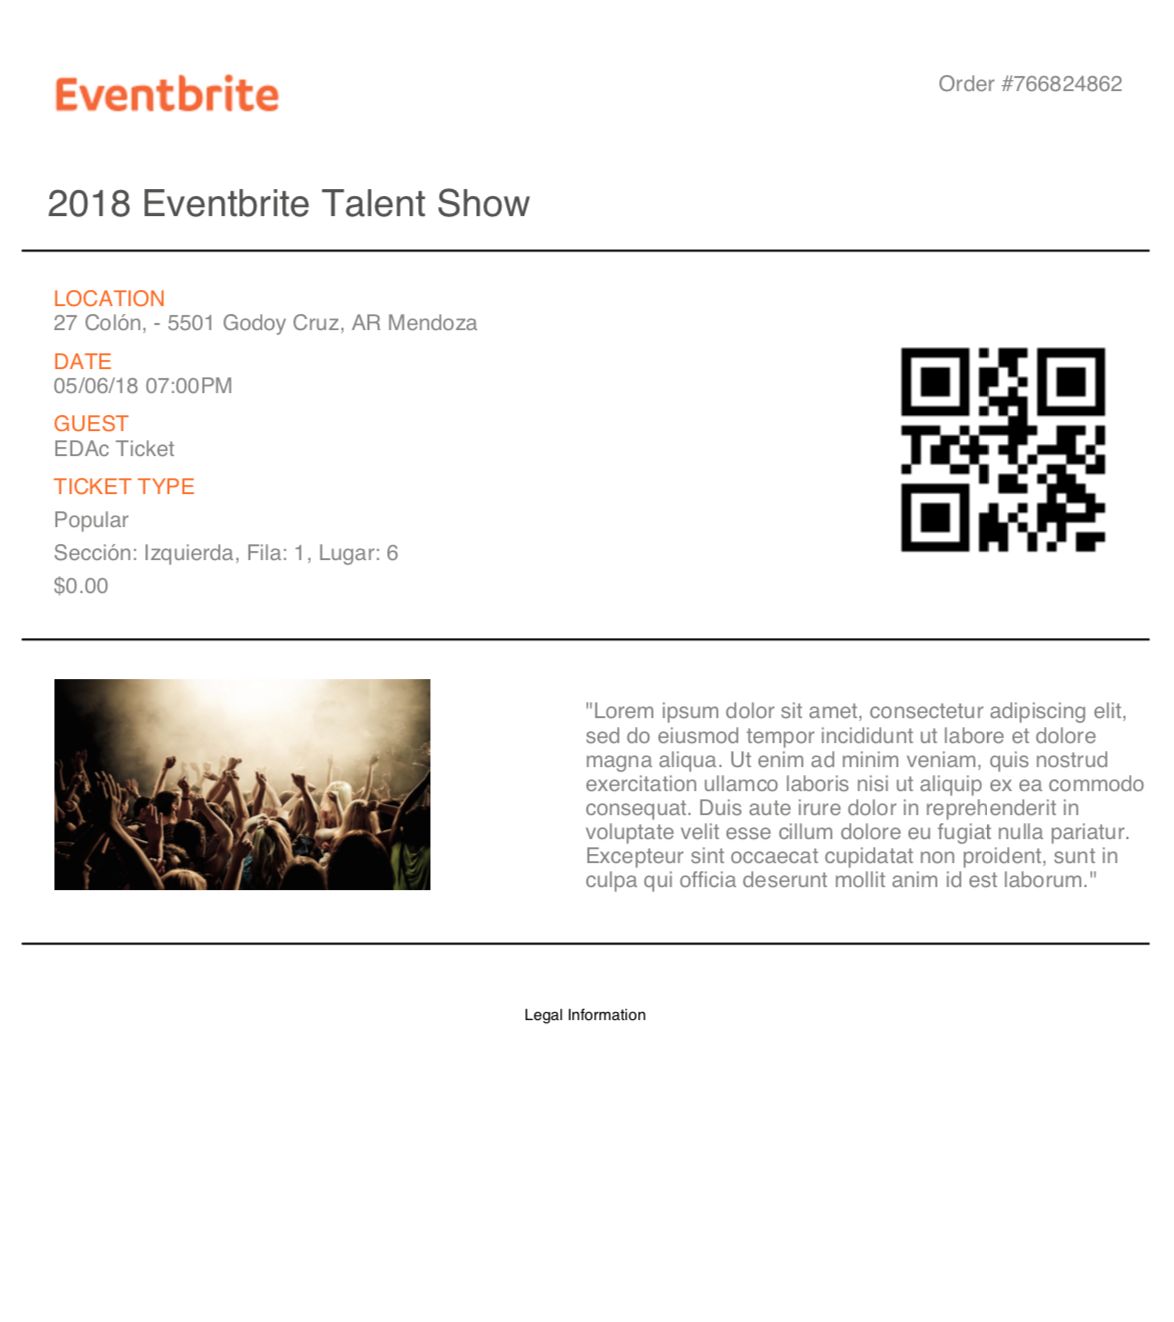 Eventbrite
Order #766824862
2018 Eventbrite Talent Show
LOCATION
27 Colón, - 5501 Godoy Cruz, AR Mendoza
DATE
05/06/18 07:00PM
GUEST
EDAc Ticket
TICKET TYPE
Popular
Sección: Izquierda, Fila: 1, Lugar: 6
$0.00
"Lorem ipsum dolor sit amet, consectetur adipiscing elit,
sed do eiusmod tempor incididunt ut labore et dolore
magna aliqua. Ut enim ad minim veniam, quis nostrud
exercitation ullamco laboris nisi ut aliquip ex ea commodo
consequat. Duis aute irure dolor in reprehenderit in
voluptate velit esse cillum dolore eu fugiat nulla pariatur.
Excepteur sint occaecat cupidatat non proident, sunt in
culpa qui officia deserunt mollit anim id est laborum."
Legal Information